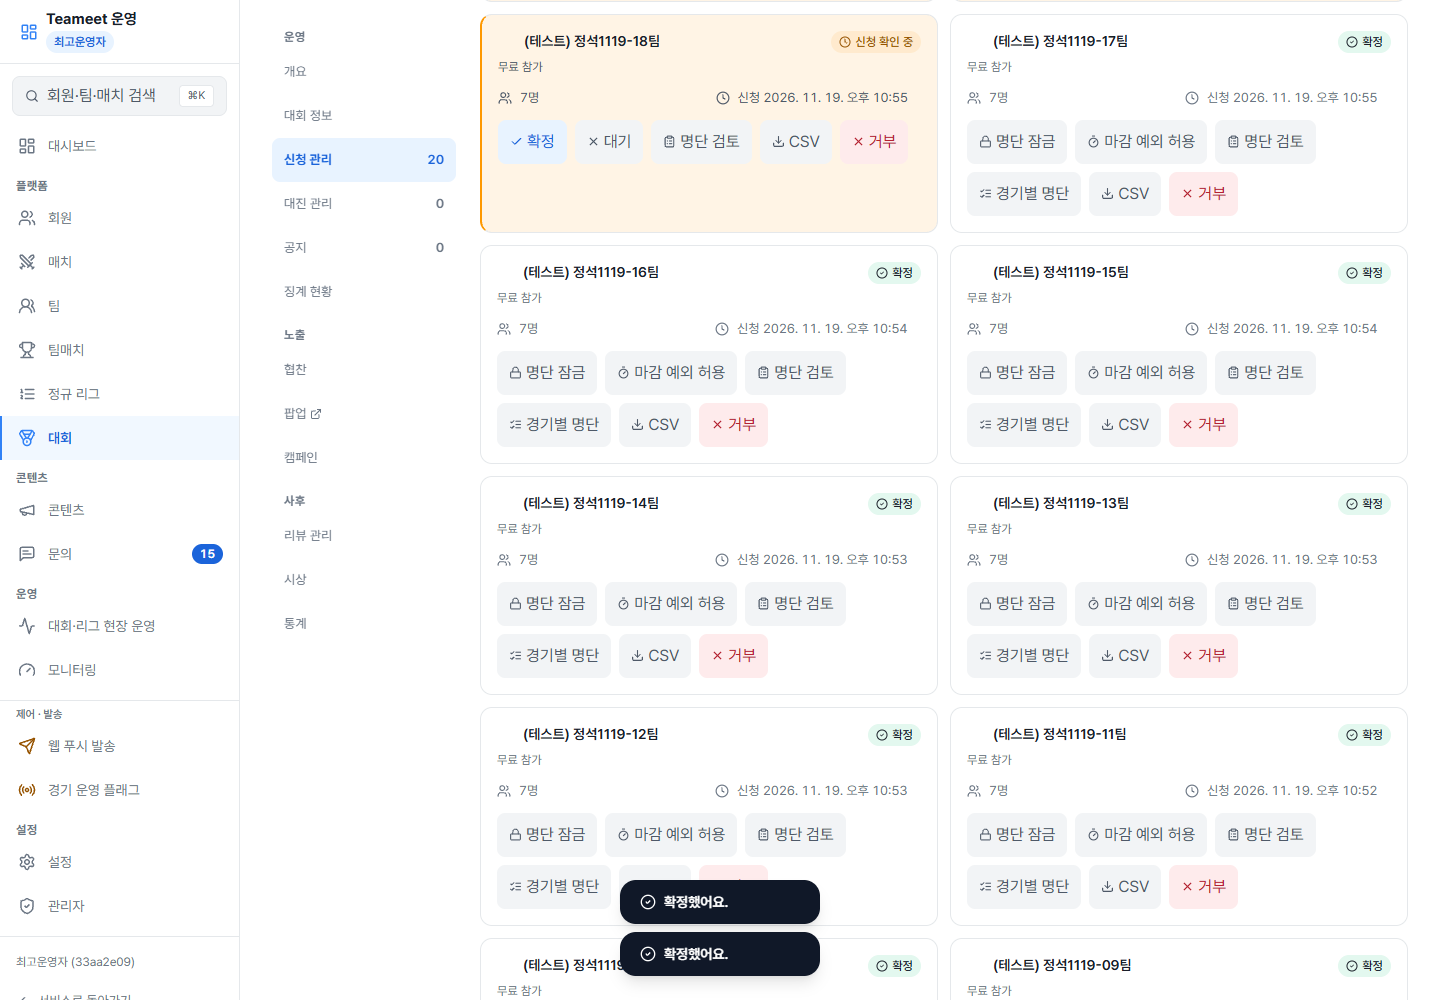 Teameet 운영
최고운영자
회원·팀·매치 검색 ⌘K
대시보드
플랫폼
회원
매치
팀
팀매치
정규 리그
대회
콘텐츠
콘텐츠
문의 15
운영
대회·리그 현장 운영
모니터링
제어 · 발송
웹 푸시 발송
경기 운영 플래그
설정
설정
관리자
최고운영자 (33aa2e09)
서비스로 돌아가기
운영
개요
대회 정보
신청 관리 20
대진 관리 0
공지 0
징계 현황
노출
협찬
팝업
캠페인
사후
리뷰 관리
시상
통계
(테스트) 정석1119-18팀 신청 확인 중
무료 참가
7명 신청 2026. 11. 19. 오후 10:55
확정 대기 명단 검토 CSV 거부
(테스트) 정석1119-17팀 확정
무료 참가
7명 신청 2026. 11. 19. 오후 10:55
명단 잠금 마감 예외 허용 명단 검토
경기별 명단 CSV 거부
(테스트) 정석1119-16팀 확정
무료 참가
7명 신청 2026. 11. 19. 오후 10:54
명단 잠금 마감 예외 허용 명단 검토
경기별 명단 CSV 거부
(테스트) 정석1119-15팀 확정
무료 참가
7명 신청 2026. 11. 19. 오후 10:54
명단 잠금 마감 예외 허용 명단 검토
경기별 명단 CSV 거부
(테스트) 정석1119-14팀 확정
무료 참가
7명 신청 2026. 11. 19. 오후 10:53
명단 잠금 마감 예외 허용 명단 검토
경기별 명단 CSV 거부
(테스트) 정석1119-13팀 확정
무료 참가
7명 신청 2026. 11. 19. 오후 10:53
명단 잠금 마감 예외 허용 명단 검토
경기별 명단 CSV 거부
(테스트) 정석1119-12팀 확정
무료 참가
7명 신청 2026. 11. 19. 오후 10:53
명단 잠금 마감 예외 허용 명단 검토
경기별 명단
(테스트) 정석1119-11팀 확정
무료 참가
7명 신청 2026. 11. 19. 오후 10:52
명단 잠금 마감 예외 허용 명단 검토
경기별 명단 CSV 거부
(테스트) 정석1119 확정
무료 참가
(테스트) 정석1119-09팀 확정
무료 참가
확정했어요.
확정했어요.